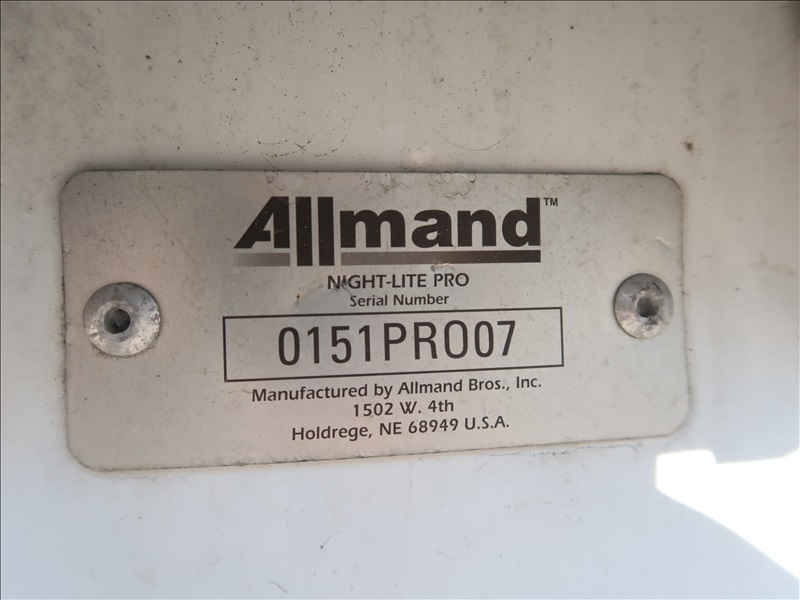 Allmand™
NIGHT-LITE PRO
Serial Number
0151PRO07
Manufactured by Allmand Bros., Inc.
1502 W. 4th
Holdrege, NE 68949 U.S.A.